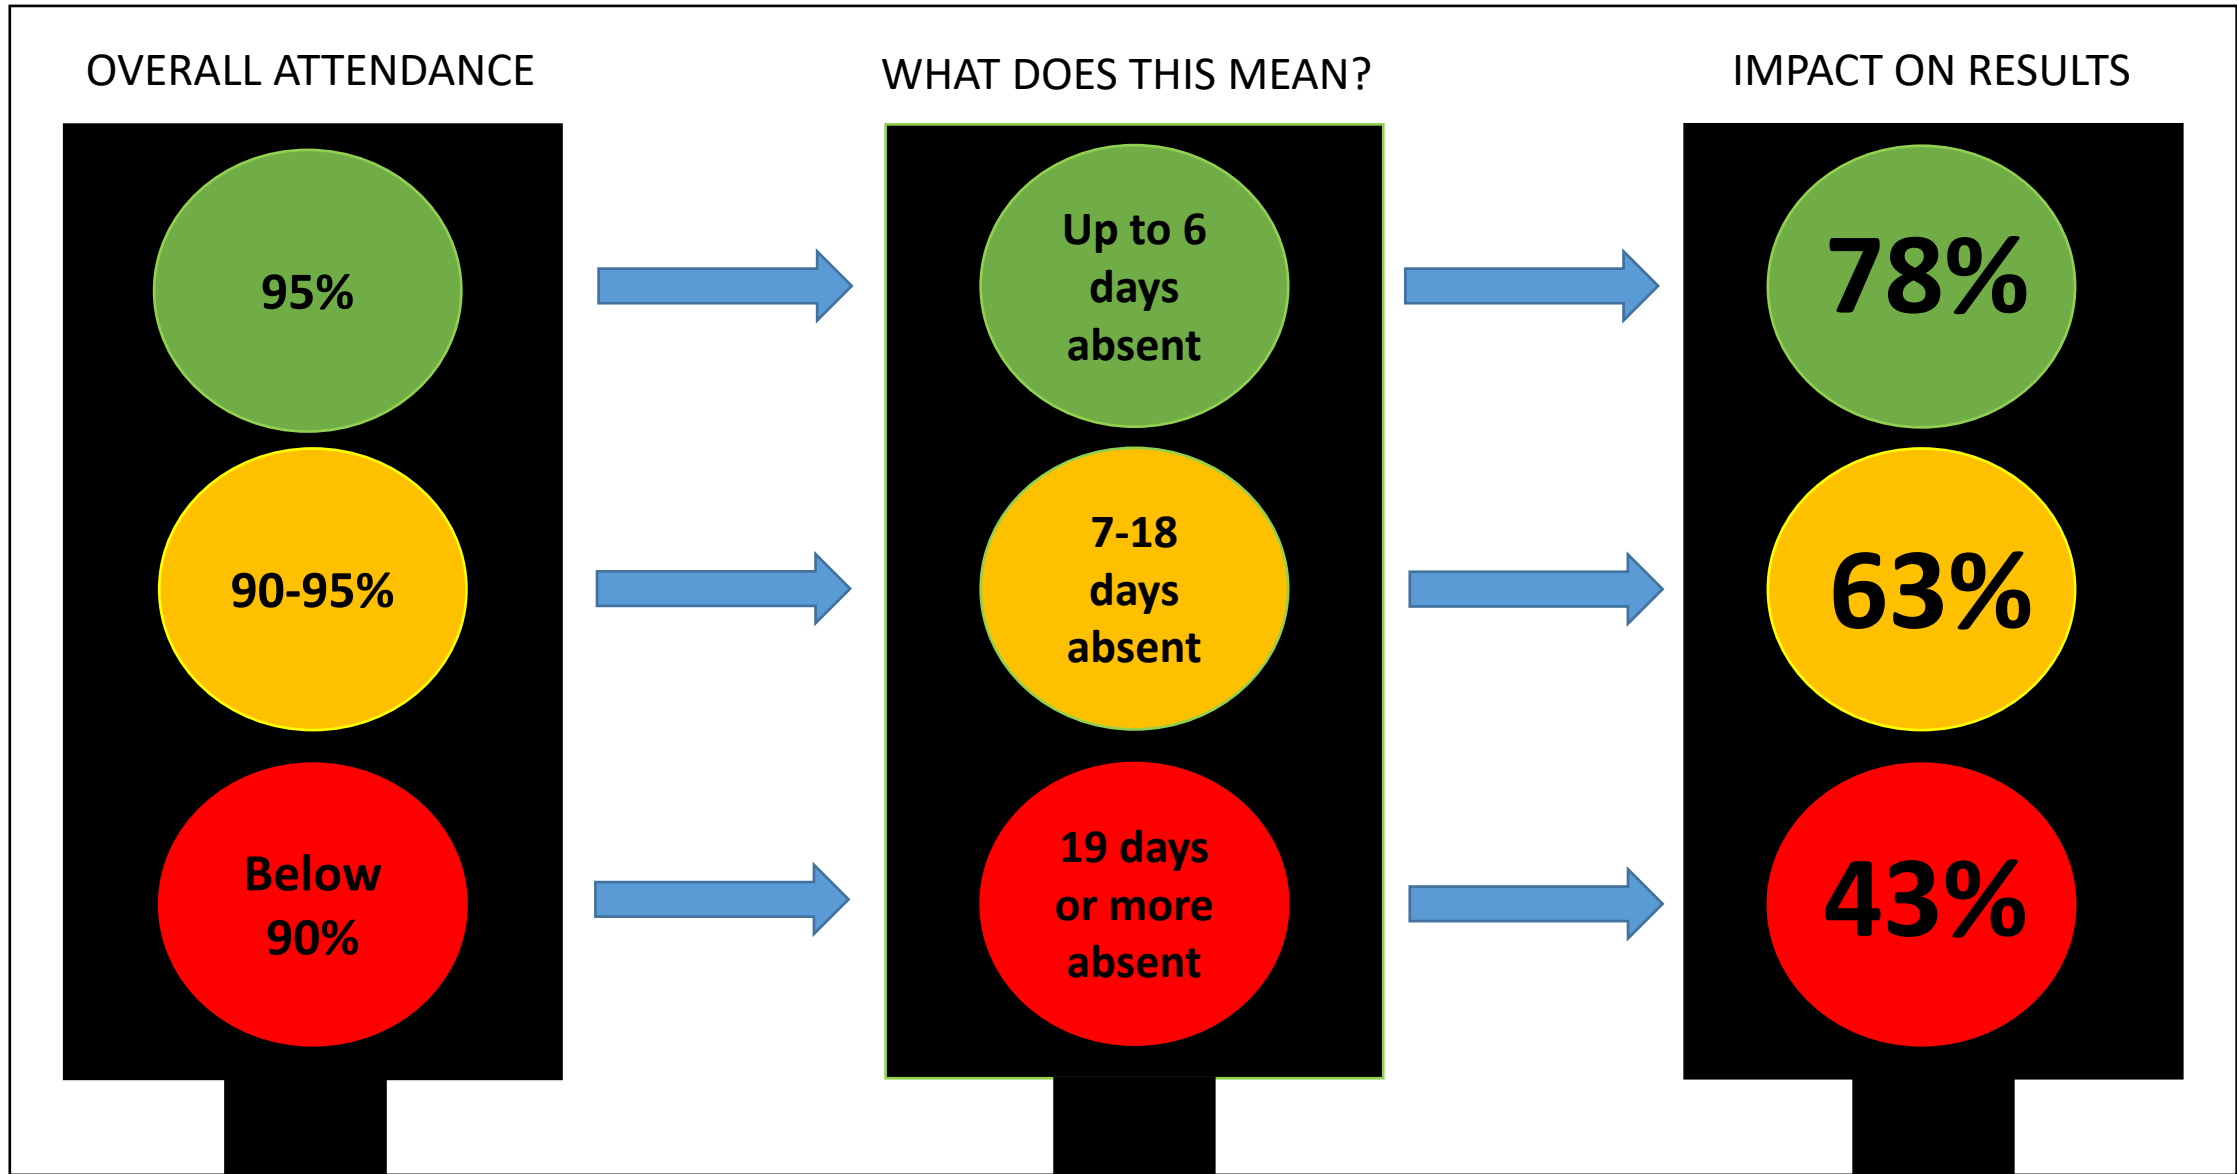 OVERALL ATTENDANCE
WHAT DOES THIS MEAN?
IMPACT ON RESULTS
95%
Up to 6
days
absent
78%
90-95%
7-18
days
absent
63%
Below
90%
19 days
or more
absent
43%